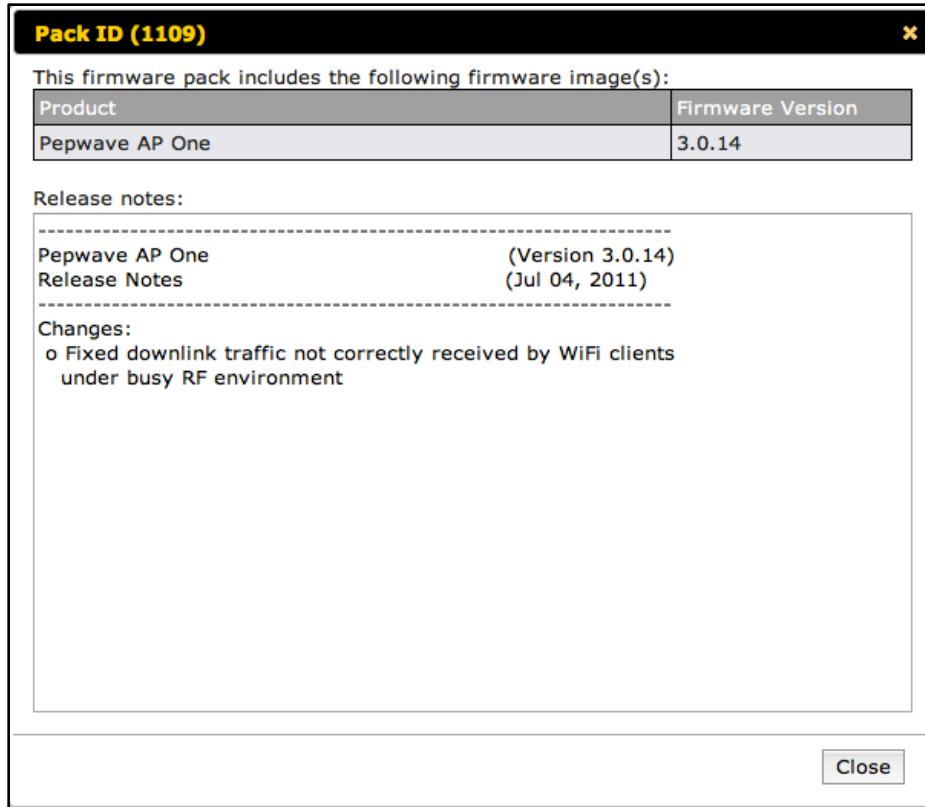 Pack ID (1109)
This firmware pack includes the following firmware image(s):
Product Firmware Version
Pepwave AP One 3.0.14
Release notes:
--------------------------------------------------------------------
Pepwave AP One (Version 3.0.14)
Release Notes (Jul 04, 2011)
--------------------------------------------------------------------
Changes:
o Fixed downlink traffic not correctly received by WiFi clients
under busy RF environment
Close